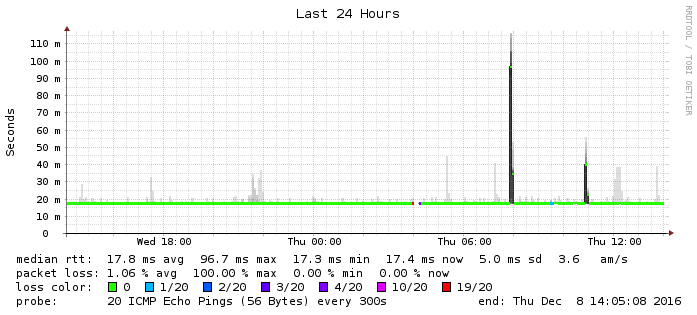 Last 24 Hours
RRDTOOL / TOBI OETIKER
Seconds
110 m
100 m
90 m
80 m
70 m
60 m
50 m
40 m
30 m
20 m
10 m
0
Wed 18:00 Thu 00:00 Thu 06:00 Thu 12:00
median rtt: 17.8 ms avg 96.7 ms max 17.3 ms min 17.4 ms now 5.0 ms sd 3.6 am/s
packet loss: 1.06 % avg 100.00 % max 0.00 % min 0.00 % now
loss color: 0 1/20 2/20 3/20 4/20 10/20 19/20
probe: 20 ICMP Echo Pings (56 Bytes) every 300s end: Thu Dec 8 14:05:08 2016